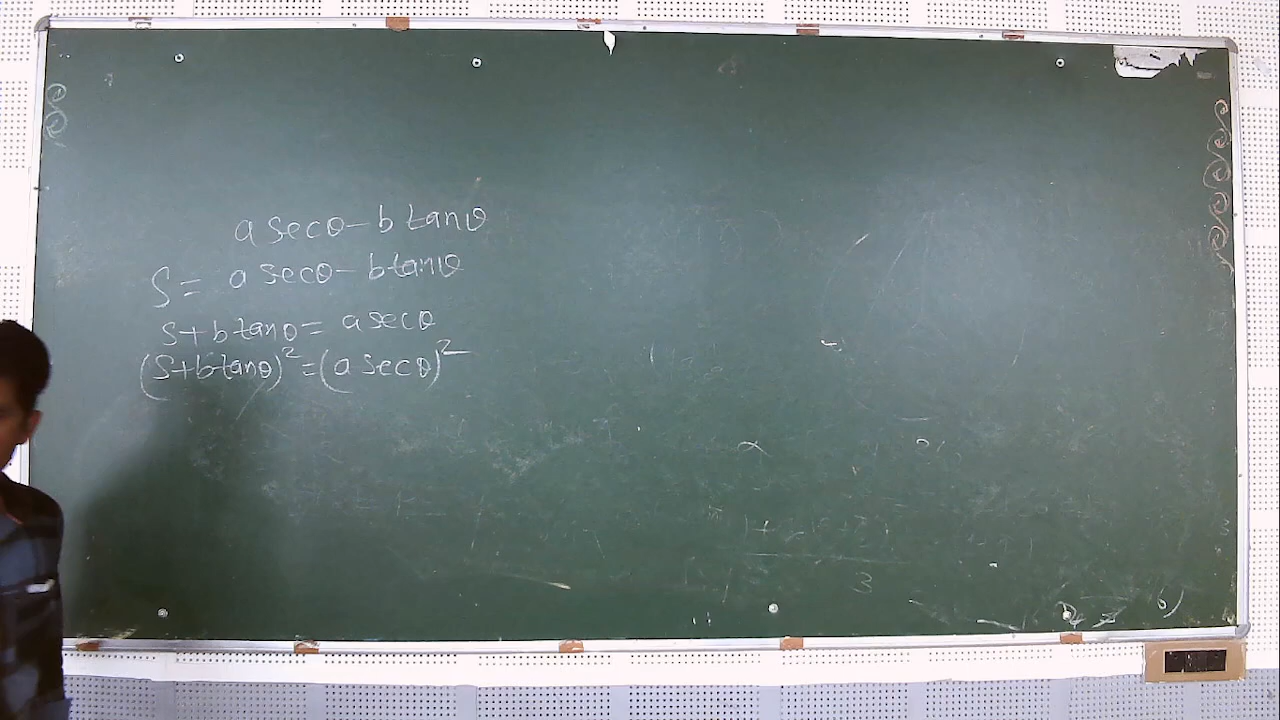 a secθ - b tanθ
S = a secθ - b tanθ
S + b tanθ = a secθ
(S + b tanθ)² = (a secθ)²